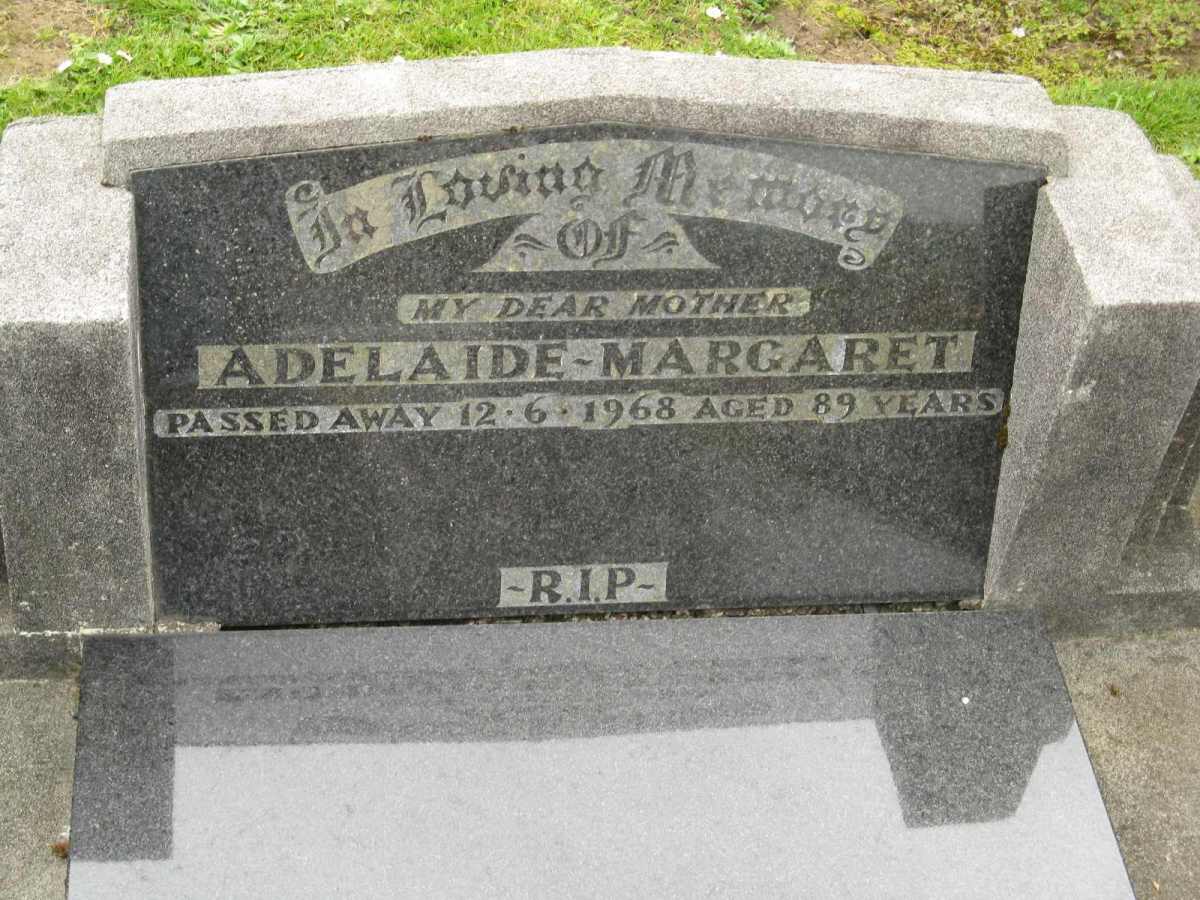 In Loving Memory
OF
MY DEAR MOTHER
ADELAIDE-MARGARET
PASSED AWAY 12·6·1968 AGED 89 YEARS
-R.I.P-